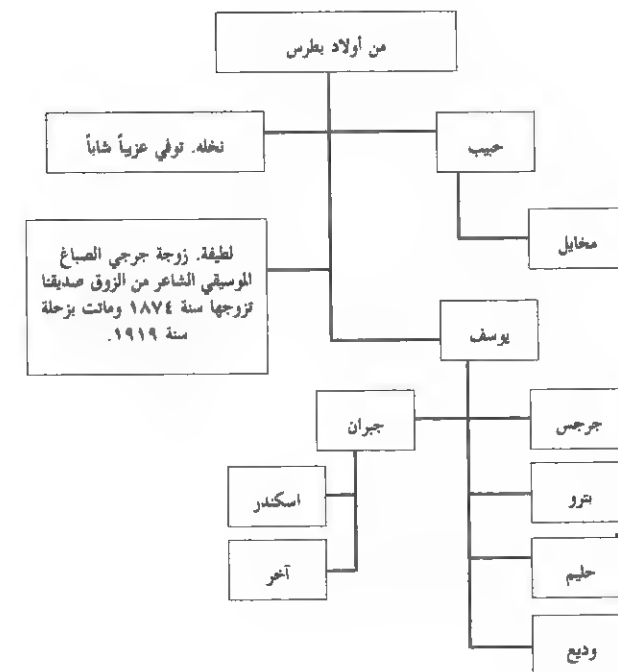 من أولاد بطرس
حبيب
نخله. توفي عزيباً شاباً
مخايل
لطيفة. زوجة جرجي الصباغ
الموسيقي الشاعر من الزوق صديقنا
تزوجها سنة ١٨٧٤ وماتت بزحلة
سنة ١٩١٩.
يوسف
جرجس
جبران
بترو
اسكندر
حليم
آخر
وديع